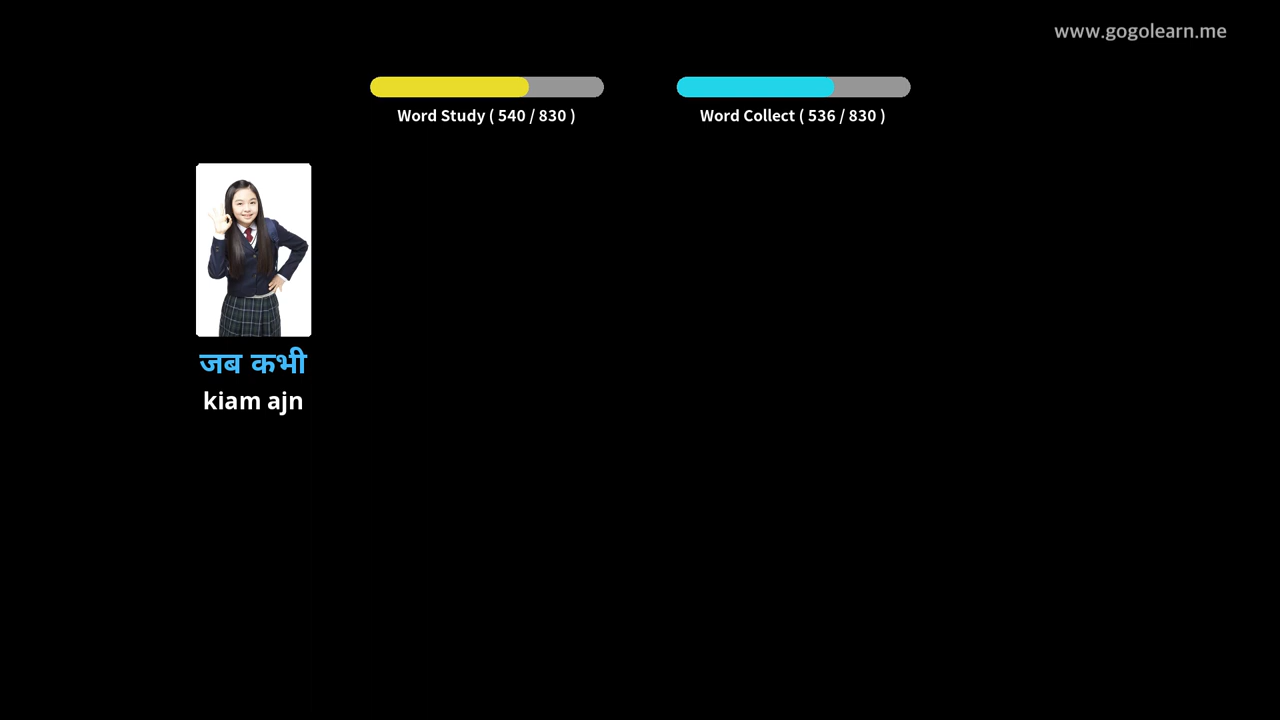 www.gogolearn.me
Word Study ( 540 / 830 )
Word Collect ( 536 / 830 )
जब कभी
kiam ajn